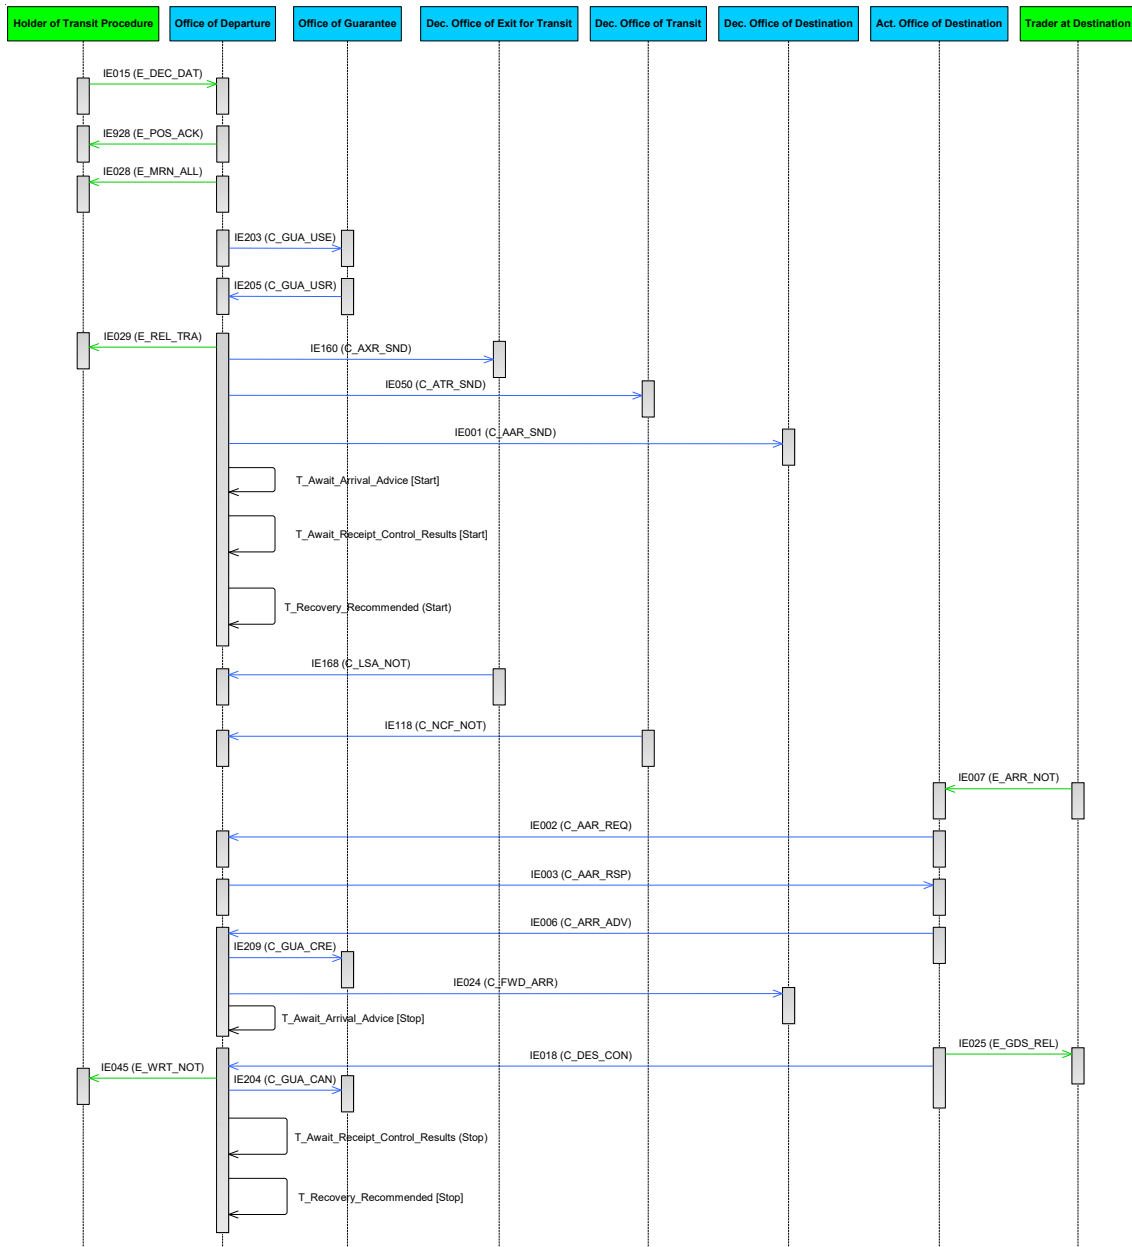 Holder of Transit Procedure
Office of Departure
Office of Guarantee
Dec. Office of Exit for Transit
Dec. Office of Transit
Dec. Office of Destination
Act. Office of Destination
Trader at Destination
IE015 (E_DEC_DAT)
IE928 (E_POS_ACK)
IE028 (E_MRN_ALL)
IE203 (C_GUA_USE)
IE205 (C_GUA_USR)
IE029 (E_REL_TRA)
IE160 (C_AXR_SND)
IE050 (C_ATR_SND)
IE001 (C_AAR_SND)
T_Await_Arrival_Advice [Start]
T_Await_Receipt_Control_Results [Start]
T_Recovery_Recommended (Start)
IE168 (C_LSA_NOT)
IE118 (C_NCF_NOT)
IE007 (E_ARR_NOT)
IE002 (C_AAR_REQ)
IE003 (C_AAR_RSP)
IE006 (C_ARR_ADV)
IE209 (C_GUA_CRE)
IE024 (C_FWD_ARR)
T_Await_Arrival_Advice [Stop]
IE025 (E_GDS_REL)
IE018 (C_DES_CON)
IE045 (E_WRT_NOT)
IE204 (C_GUA_CAN)
T_Await_Receipt_Control_Results (Stop)
T_Recovery_Recommended [Stop]